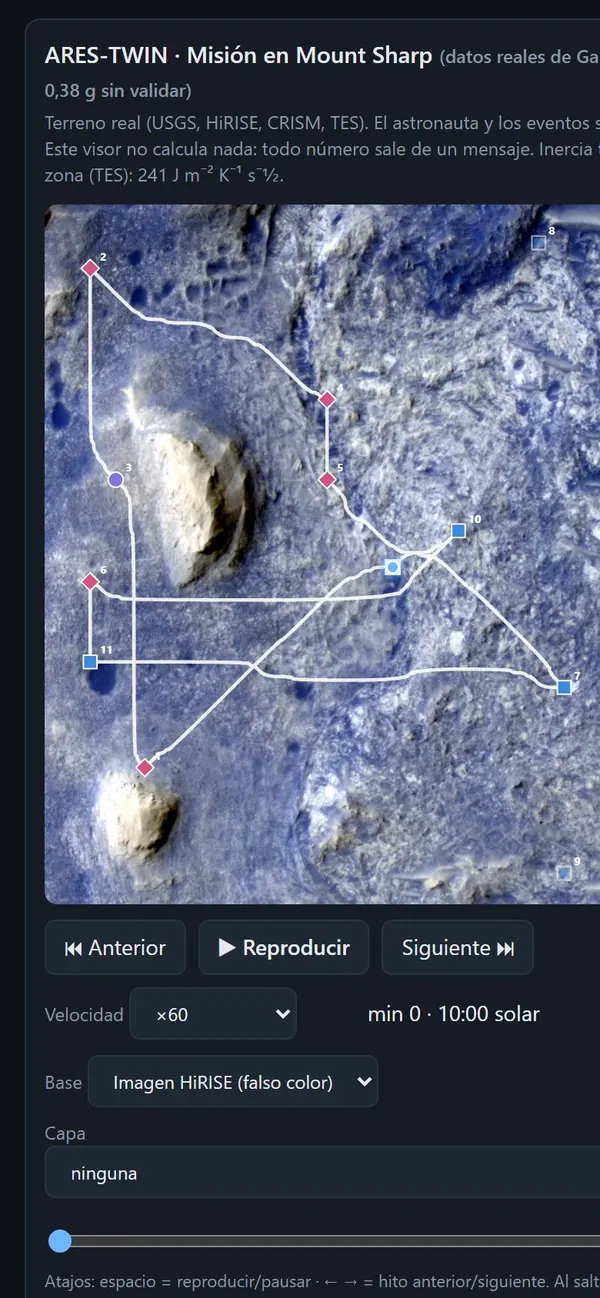 ARES-TWIN · Misión en Mount Sharp (datos reales de Ga
0,38 g sin validar)
Terreno real (USGS, HiRISE, CRISM, TES). El astronauta y los eventos s
Este visor no calcula nada: todo número sale de un mensaje. Inercia t
zona (TES): 241 J m⁻² K⁻¹ s⁻½.
8
2
4
3
5
10
6
11
7
1
9
⏮ Anterior
▶ Reproducir
Siguiente ⏭
Velocidad ×60
min 0 · 10:00 solar
Base Imagen HiRISE (falso color)
Capa
ninguna
Atajos: espacio = reproducir/pausar · ← → = hito anterior/siguiente. Al salt